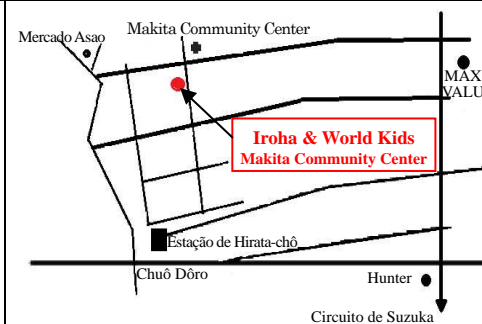 Makita Community Center
Mercado Asao
MAX
VALU
Iroha & World Kids
Makita Community Center
Estação de Hirata-chô
Chuô Dôro
Hunter
Circuito de Suzuka